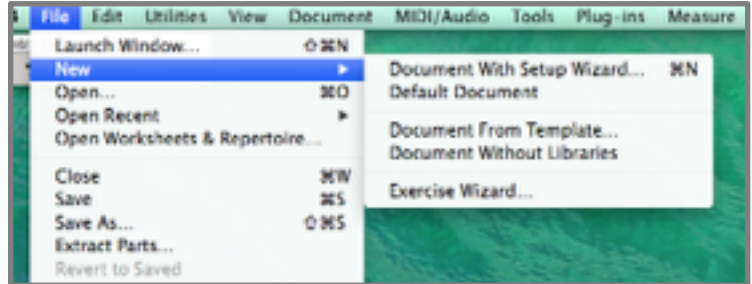 File Edit Utilities View Document MIDI/Audio Tools Plug-ins Measure
Launch Window... ⇧⌘N
New ▶
Open... ⌘O
Open Recent ▶
Open Worksheets & Repertoire...
Close ⌘W
Save ⌘S
Save As... ⇧⌘S
Extract Parts...
Revert to Saved
Document With Setup Wizard... ⌘N
Default Document
Document From Template...
Document Without Libraries
Exercise Wizard...